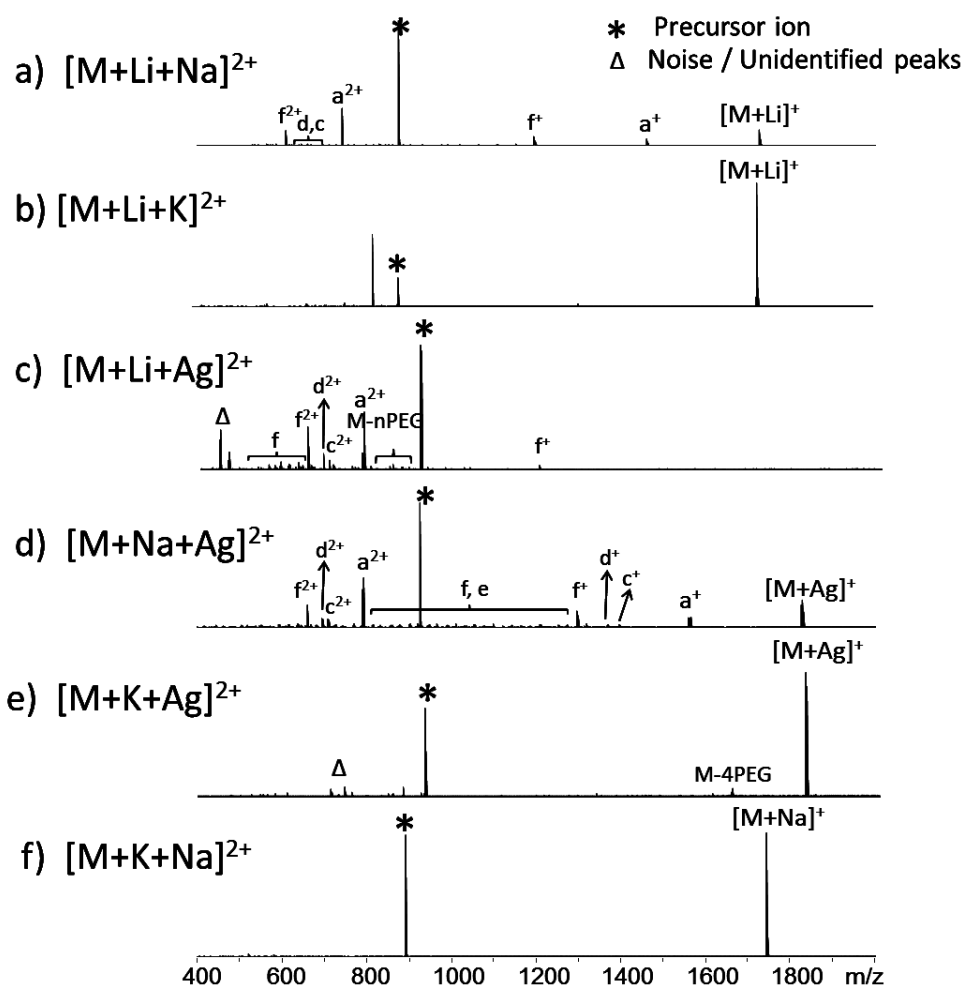 * Precursor ion
Δ Noise / Unidentified peaks
a) [M+Li+Na]²⁺
*
f²⁺
d,c
a²⁺
f⁺
a⁺
[M+Li]⁺
b) [M+Li+K]²⁺
*
[M+Li]⁺
c) [M+Li+Ag]²⁺
*
Δ
f
f²⁺
d²⁺
c²⁺
a²⁺
M-nPEG
f⁺
d) [M+Na+Ag]²⁺
*
f²⁺
d²⁺
c²⁺
a²⁺
f, e
f⁺
d⁺
c⁺
a⁺
[M+Ag]⁺
e) [M+K+Ag]²⁺
*
Δ
M-4PEG
[M+Ag]⁺
f) [M+K+Na]²⁺
*
[M+Na]⁺
400 600 800 1000 1200 1400 1600 1800 m/z